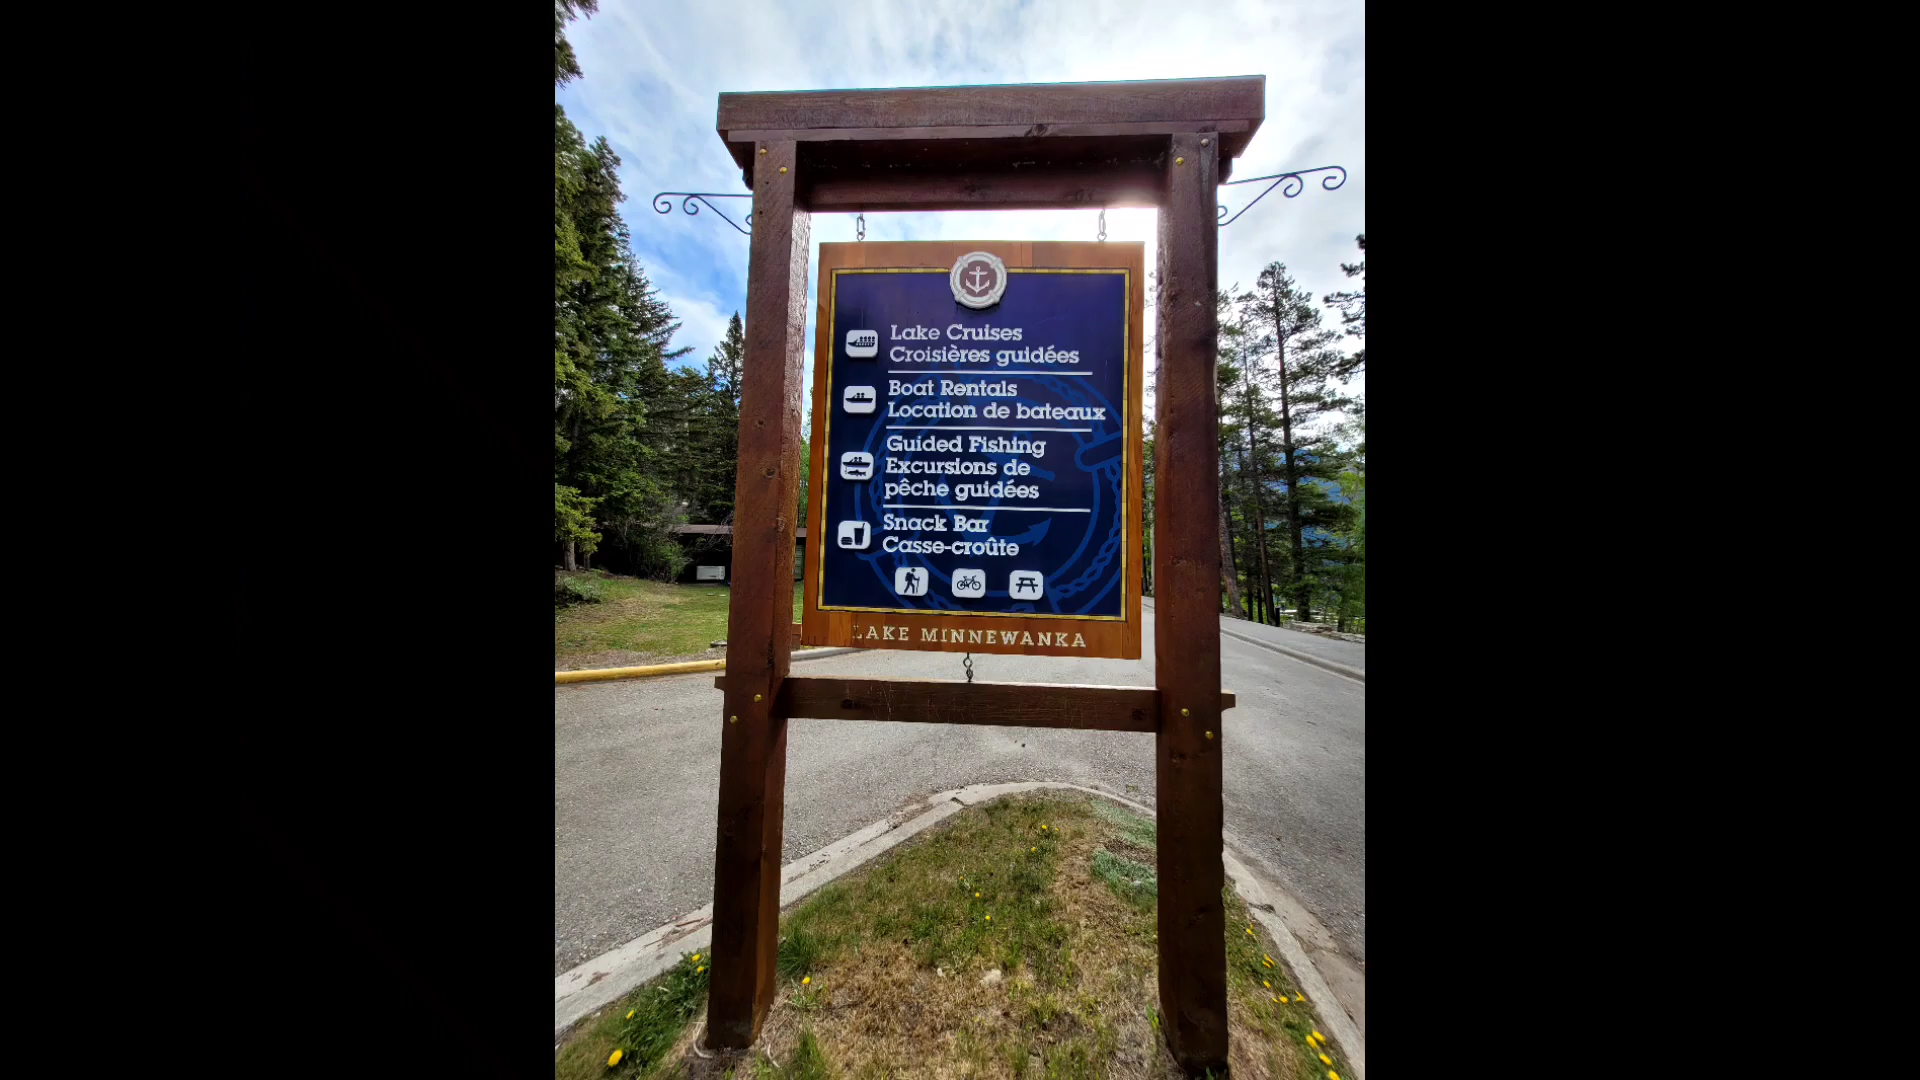 Lake Cruises
Croisières guidées
Boat Rentals
Location de bateaux
Guided Fishing
Excursions de
pêche guidées
Snack Bar
Casse-croûte
LAKE MINNEWANKA